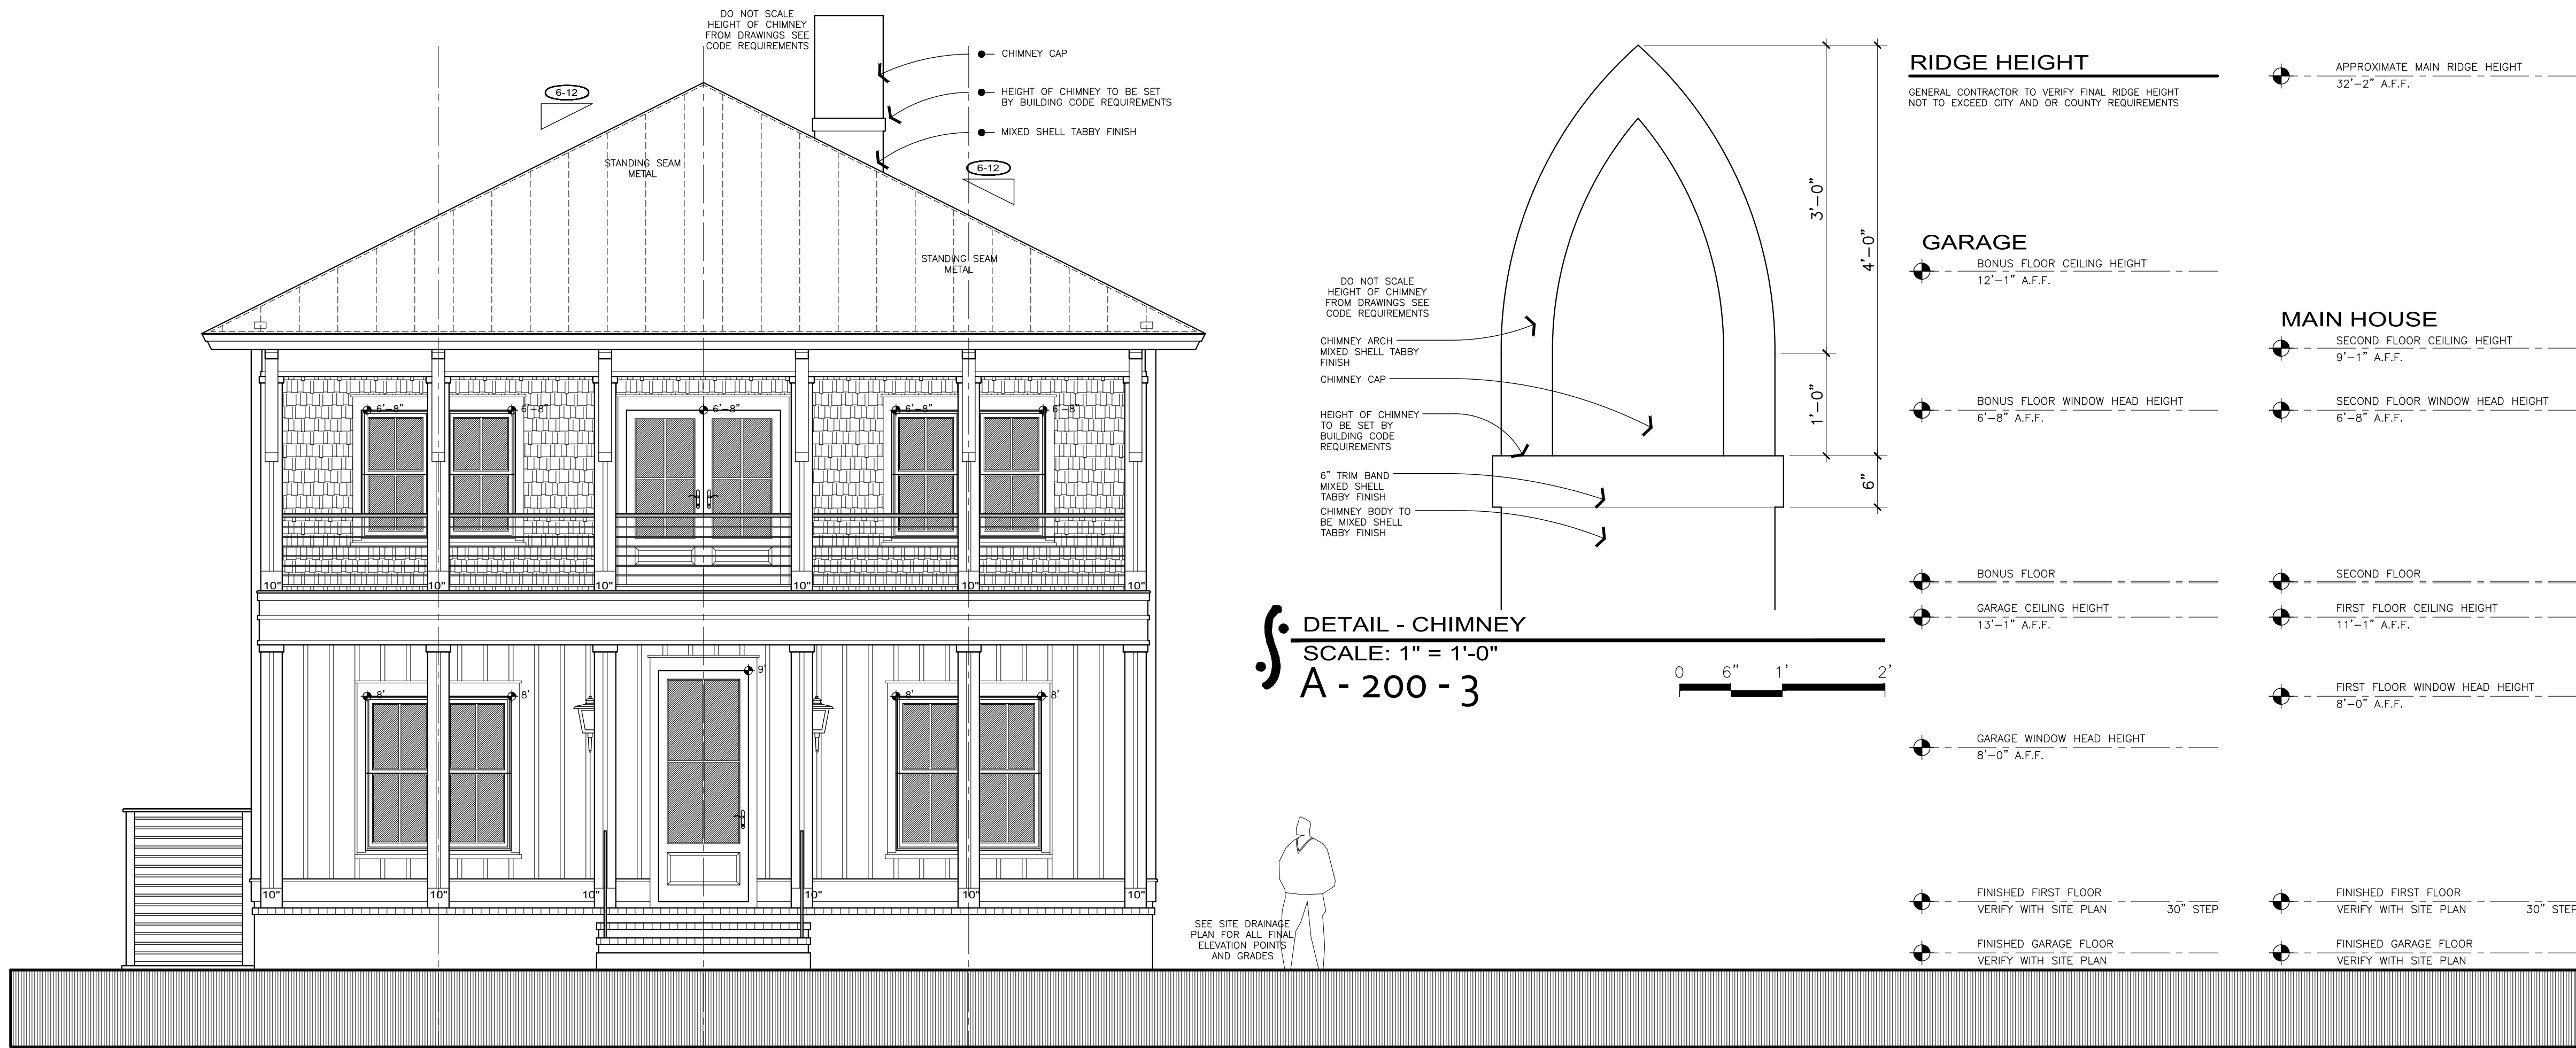 DO NOT SCALE
HEIGHT OF CHIMNEY
FROM DRAWINGS SEE
CODE REQUIREMENTS
CHIMNEY CAP
HEIGHT OF CHIMNEY TO BE SET
BY BUILDING CODE REQUIREMENTS
MIXED SHELL TABBY FINISH
6-12
6-12
STANDING SEAM
METAL
STANDING SEAM
METAL
6'-8"
6'-8"
6'-8"
6'-8"
6'-8"
10"
10"
10"
10"
10"
10"
9'
8'
8'
8'
8'
10"
10"
10"
10"
10"
10"
SEE SITE DRAINAGE
PLAN FOR ALL FINAL
ELEVATION POINTS
AND GRADES
DO NOT SCALE
HEIGHT OF CHIMNEY
FROM DRAWINGS SEE
CODE REQUIREMENTS
CHIMNEY ARCH
MIXED SHELL TABBY
FINISH
CHIMNEY CAP
HEIGHT OF CHIMNEY
TO BE SET BY
BUILDING CODE
REQUIREMENTS
6" TRIM BAND
MIXED SHELL
TABBY FINISH
CHIMNEY BODY TO
BE MIXED SHELL
TABBY FINISH
3'-0"
4'-0"
1'-0"
6"
DETAIL - CHIMNEY
SCALE: 1" = 1'-0"
A - 200 - 3
0 6" 1' 2'
RIDGE HEIGHT
GENERAL CONTRACTOR TO VERIFY FINAL RIDGE HEIGHT
NOT TO EXCEED CITY AND OR COUNTY REQUIREMENTS
GARAGE
BONUS FLOOR CEILING HEIGHT
12'-1" A.F.F.
BONUS FLOOR WINDOW HEAD HEIGHT
6'-8" A.F.F.
BONUS FLOOR
GARAGE CEILING HEIGHT
13'-1" A.F.F.
GARAGE WINDOW HEAD HEIGHT
8'-0" A.F.F.
FINISHED FIRST FLOOR
VERIFY WITH SITE PLAN 30" STEP
FINISHED GARAGE FLOOR
VERIFY WITH SITE PLAN
APPROXIMATE MAIN RIDGE HEIGHT
32'-2" A.F.F.
MAIN HOUSE
SECOND FLOOR CEILING HEIGHT
9'-1" A.F.F.
SECOND FLOOR WINDOW HEAD HEIGHT
6'-8" A.F.F.
SECOND FLOOR
FIRST FLOOR CEILING HEIGHT
11'-1" A.F.F.
FIRST FLOOR WINDOW HEAD HEIGHT
8'-0" A.F.F.
FINISHED FIRST FLOOR
VERIFY WITH SITE PLAN 30" STEP
FINISHED GARAGE FLOOR
VERIFY WITH SITE PLAN